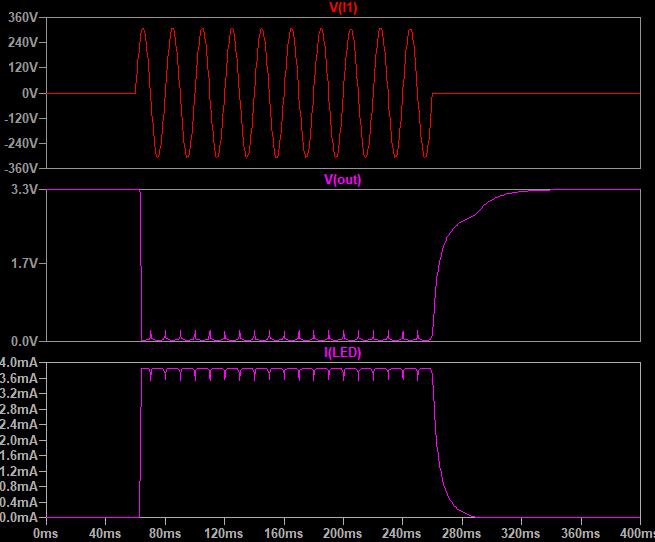 V(I1)
360V
240V
120V
0V
-120V
-240V
-360V
V(out)
3.3V
1.7V
0.0V
I(LED)
4.0mA
3.6mA
3.2mA
2.8mA
2.4mA
2.0mA
1.6mA
1.2mA
0.8mA
0.4mA
0.0mA
0ms 40ms 80ms 120ms 160ms 200ms 240ms 280ms 320ms 360ms 400ms